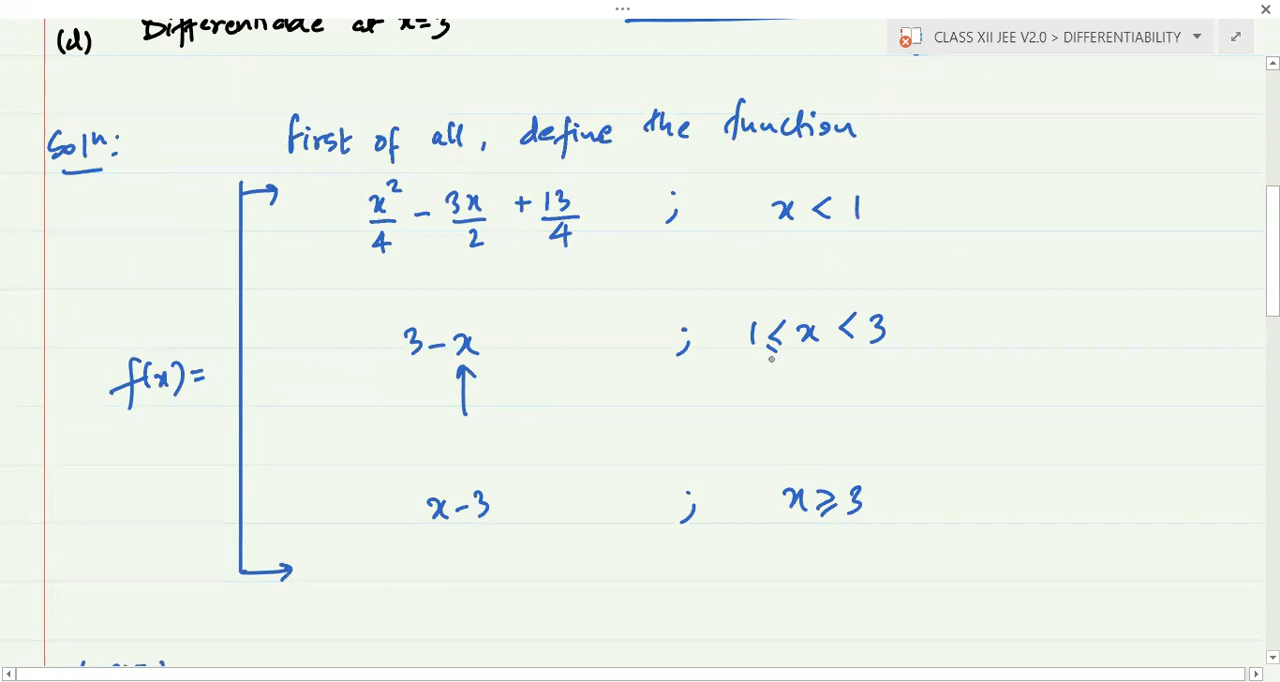 ...
(d) Differentiable at x=3
CLASS XII JEE V2.0 > DIFFERENTIABILITY
Soln: first of all, define the function
x²/4 - 3x/2 + 13/4 ; x < 1
3 - x ; 1 ≤ x < 3
f(x) =
x - 3 ; x ⩾ 3